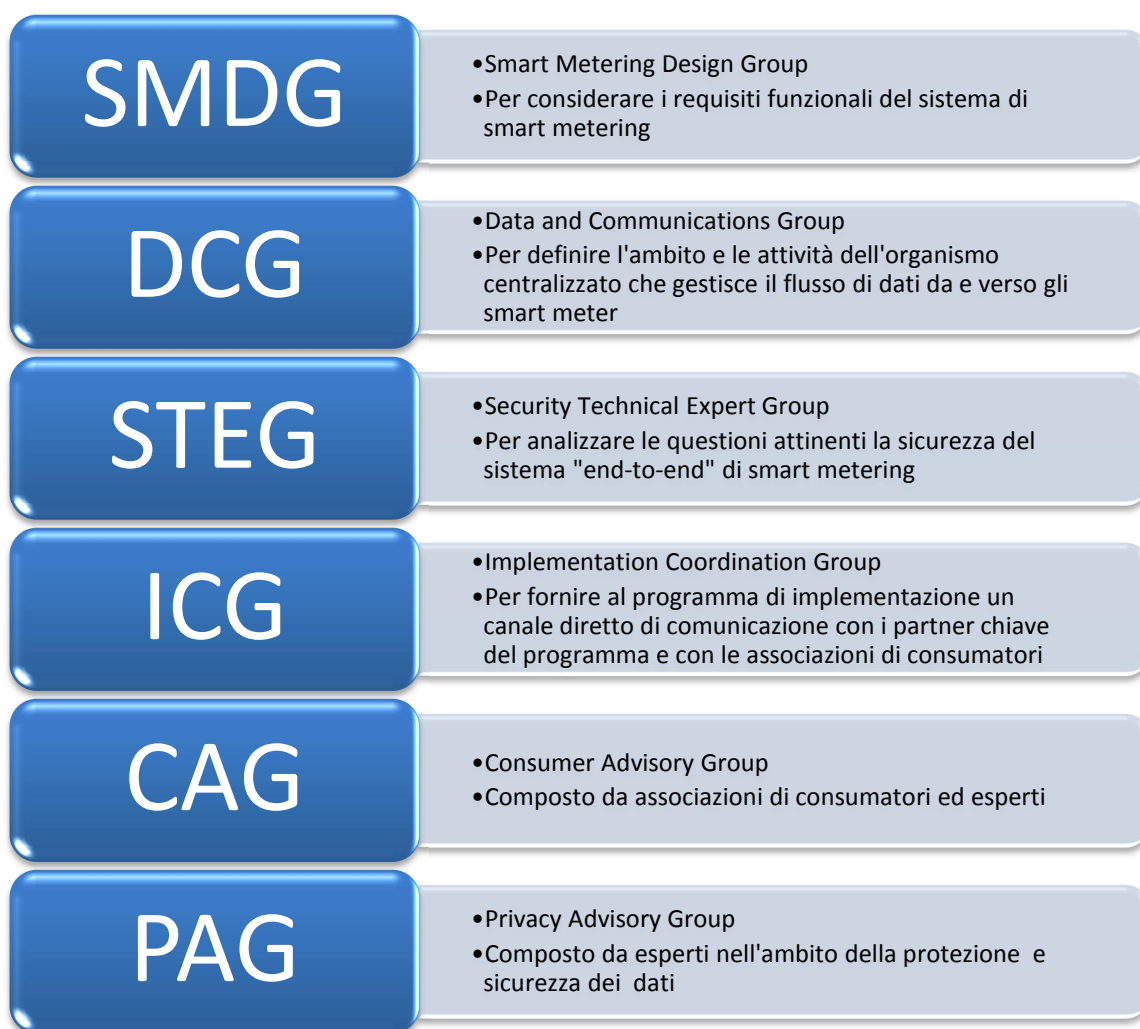 SMDG
•Smart Metering Design Group
•Per considerare i requisiti funzionali del sistema di
smart metering
DCG
•Data and Communications Group
•Per definire l'ambito e le attività dell'organismo
centralizzato che gestisce il flusso di dati da e verso gli
smart meter
STEG
•Security Technical Expert Group
•Per analizzare le questioni attinenti la sicurezza del
sistema "end-to-end" di smart metering
ICG
•Implementation Coordination Group
•Per fornire al programma di implementazione un
canale diretto di comunicazione con i partner chiave
del programma e con le associazioni di consumatori
CAG
•Consumer Advisory Group
•Composto da associazioni di consumatori ed esperti
PAG
•Privacy Advisory Group
•Composto da esperti nell'ambito della protezione e
sicurezza dei dati